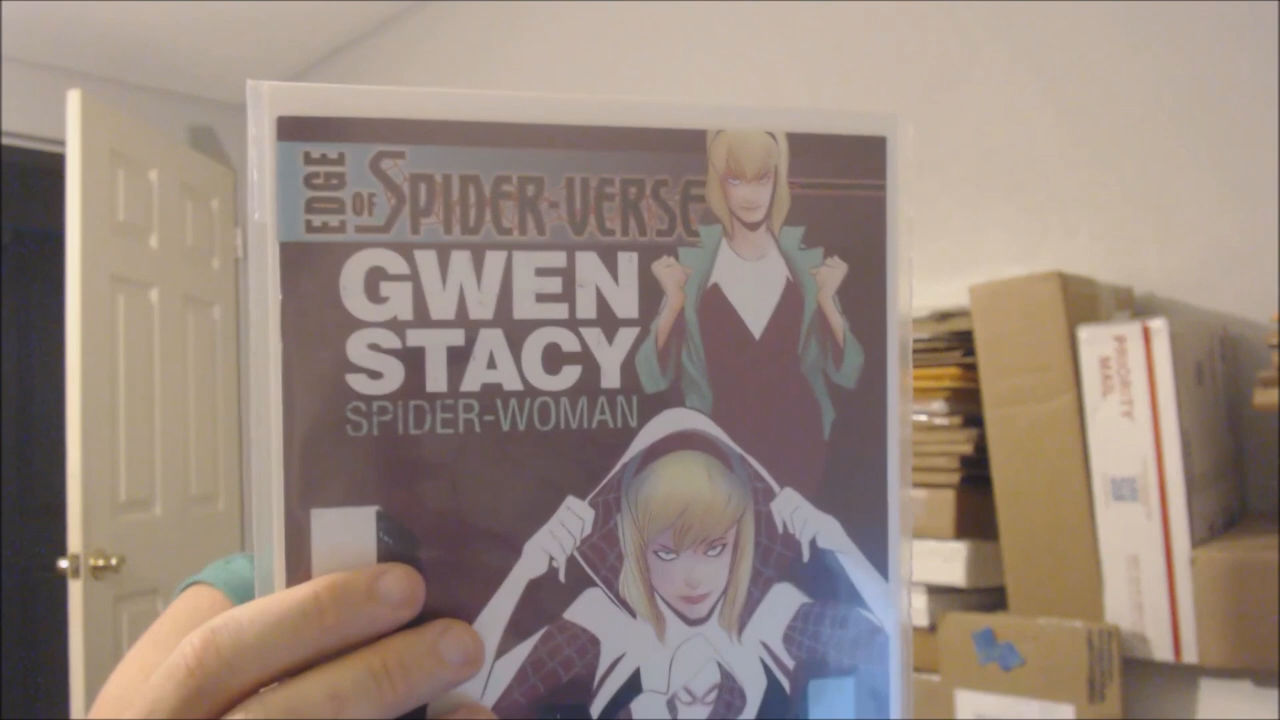 EDGE
OF SPIDER-VERSE
GWEN
STACY
SPIDER-WOMAN
PRIORITY
MAIL